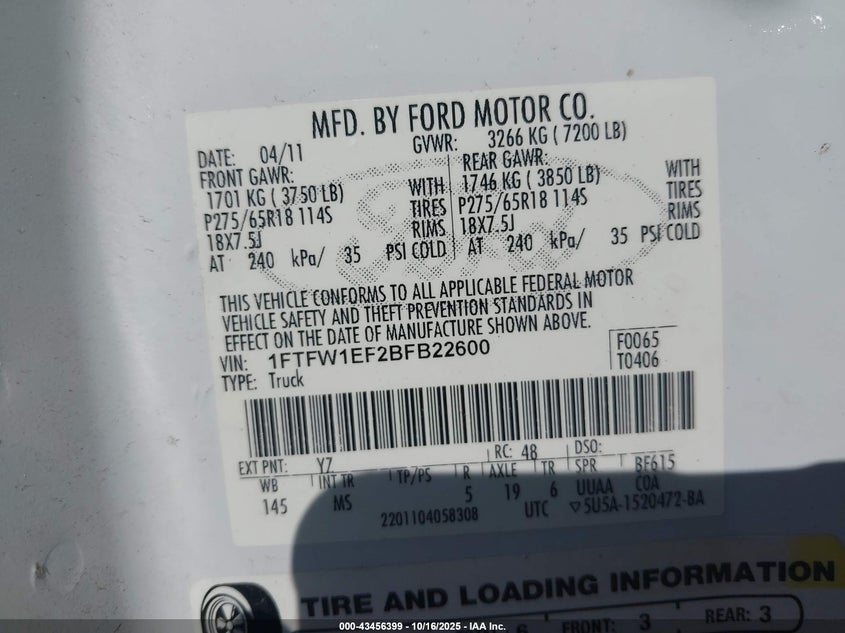 MFD. BY FORD MOTOR CO.
DATE: 04/11 GVWR: 3266 KG ( 7200 LB)
FRONT GAWR: REAR GAWR:
1701 KG ( 3750 LB) WITH 1746 KG ( 3850 LB) WITH
P275/65R18 114S TIRES P275/65R18 114S TIRES
18X7.5J RIMS 18X7.5J RIMS
AT 240 kPa/ 35 PSI COLD AT 240 kPa/ 35 PSI COLD
THIS VEHICLE CONFORMS TO ALL APPLICABLE FEDERAL MOTOR
VEHICLE SAFETY AND THEFT PREVENTION STANDARDS IN
EFFECT ON THE DATE OF MANUFACTURE SHOWN ABOVE.
VIN: 1FTFW1EF2BFB22600 F0065
TYPE: Truck T0406
EXT PNT: YZ RC: 48 DSO:
WB INT TR TP/PS R AXLE TR SPR BF615
145 MS 5 19 6 UUAA COA
2201104058308 UTC ▽5U5A-1520472-BA
TIRE AND LOADING INFORMATION
FRONT: 3 REAR: 3
000-43456399 - 10/16/2025 - IAA Inc.